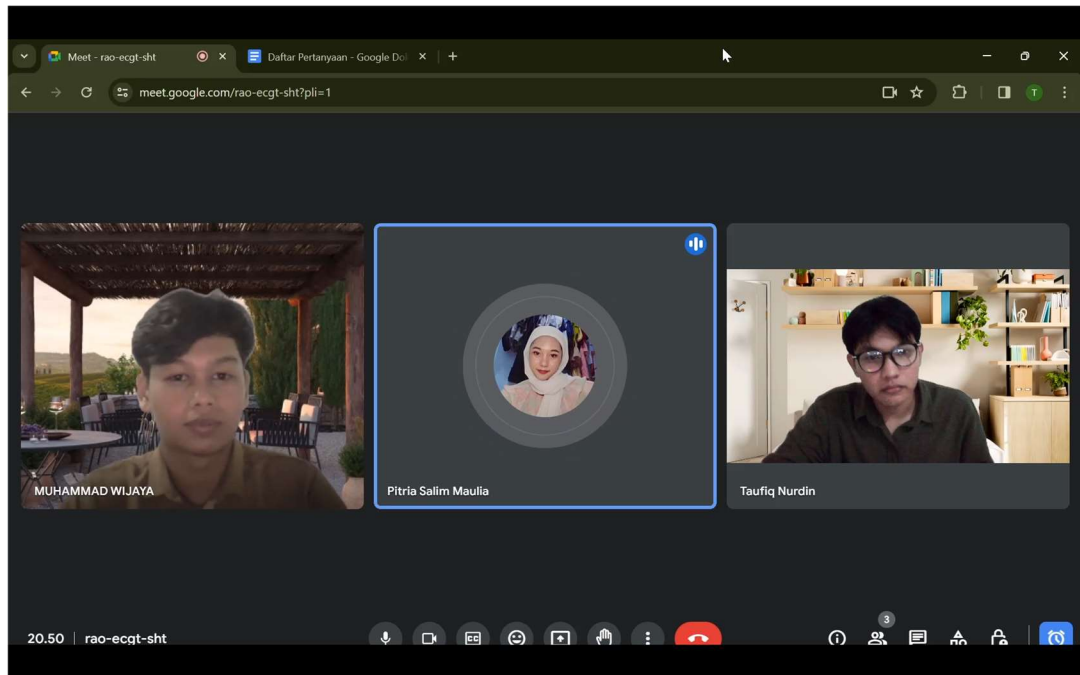 Meet - rao-ecgt-sht
Daftar Pertanyaan - Google Do
meet.google.com/rao-ecgt-sht?pli=1
T
MUHAMMAD WIJAYA
Pitria Salim Maulia
Taufiq Nurdin
3
20.50 | rao-ecgt-sht
CC